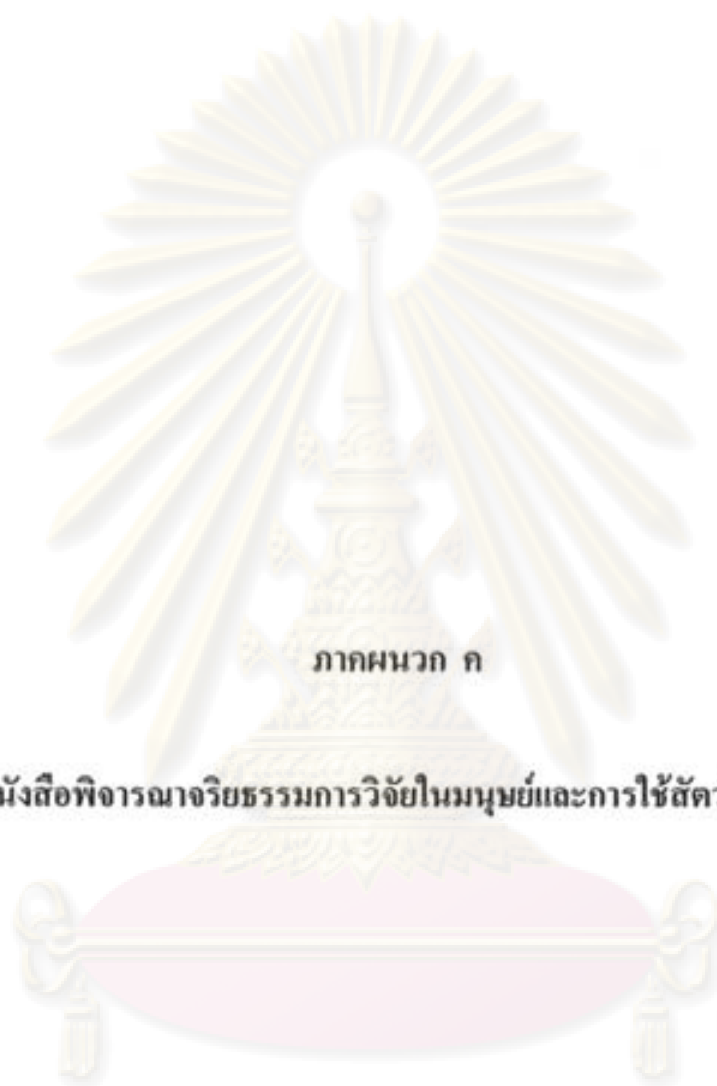 ภาคผนวก ค
นังสือพิจารณาจริยธรรมการวิจัยในมนุษย์และการใช้สัตว